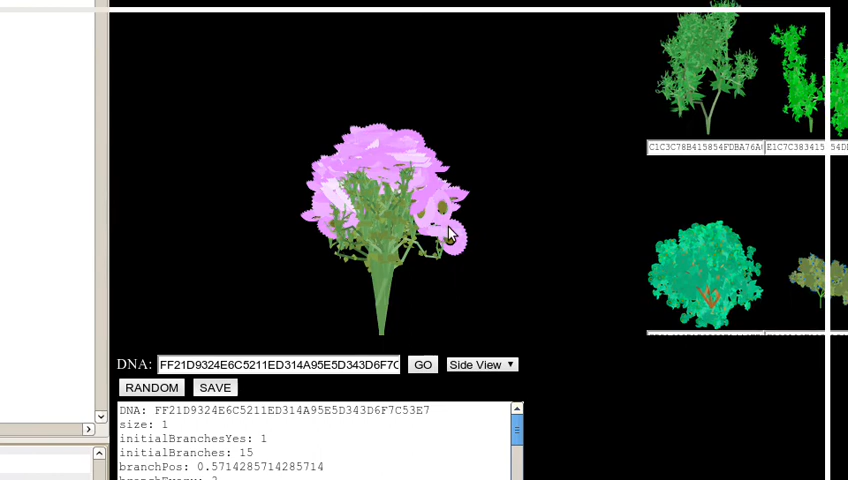 C1C3C78B415854FDBA76A
E1C7C383415
DNA: FF21D9324E6C5211ED314A95E5D343D6F7C GO Side View
RANDOM SAVE
DNA: FF21D9324E6C5211ED314A95E5D343D6F7C53E7
size: 1
initialBranchesYes: 1
initialBranches: 15
branchPos: 0.5714285714285714